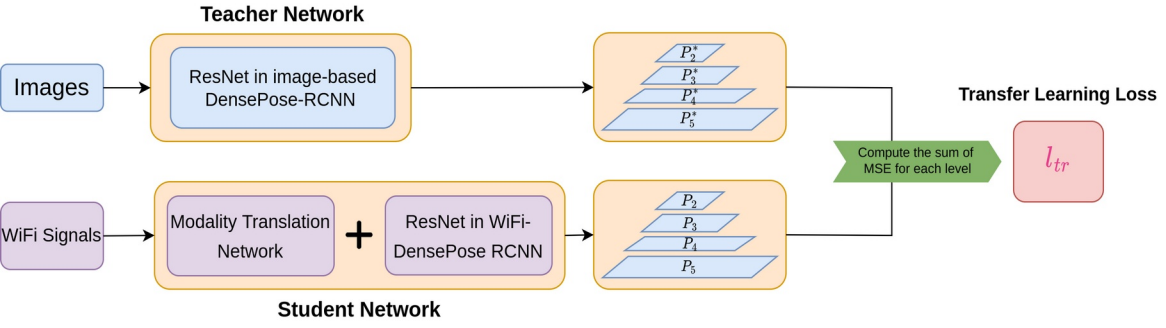 Teacher Network
Images
ResNet in image-based
DensePose-RCNN
P₂*
P₃*
P₄*
P₅*
Transfer Learning Loss
Compute the sum of
MSE for each level
lₜᵣ
WiFi Signals
Modality Translation
Network
+
ResNet in WiFi-
DensePose RCNN
P₂
P₃
P₄
P₅
Student Network